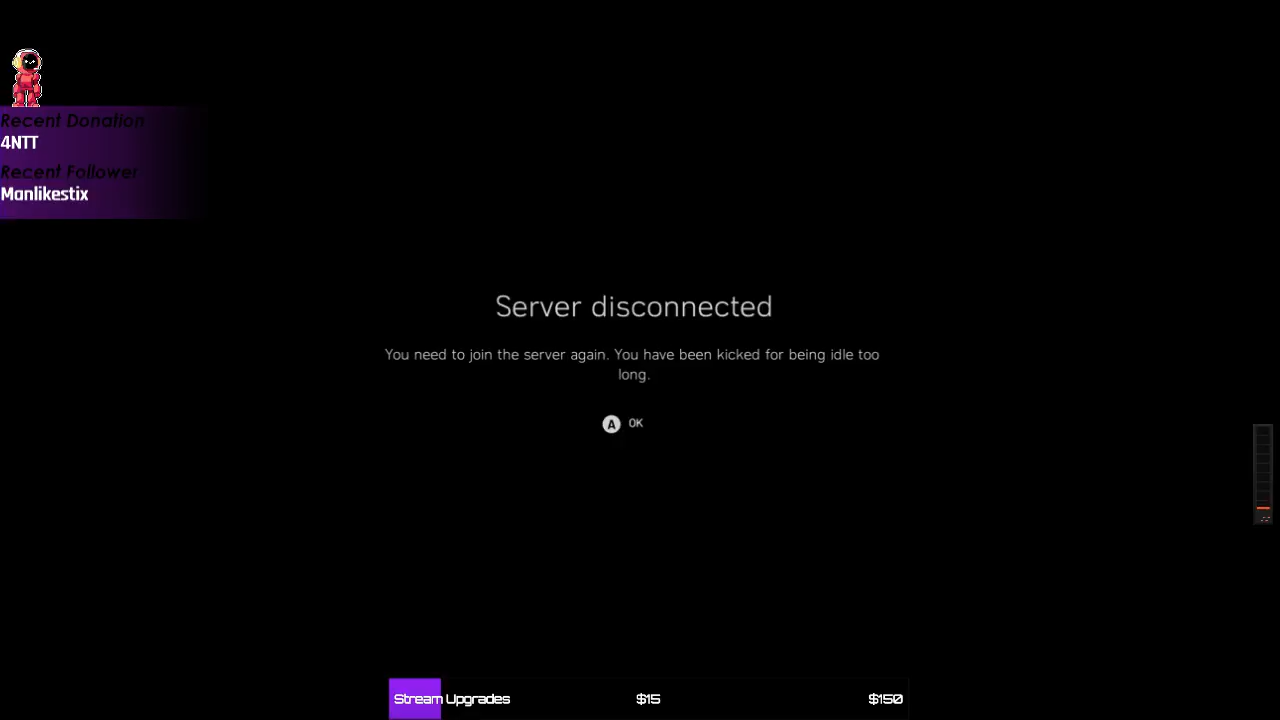 Recent Donation
4NTT
Recent Follower
Manlikestix
Server disconnected
You need to join the server again. You have been kicked for being idle too
long.
A OK
Stream Upgrades $15 $150